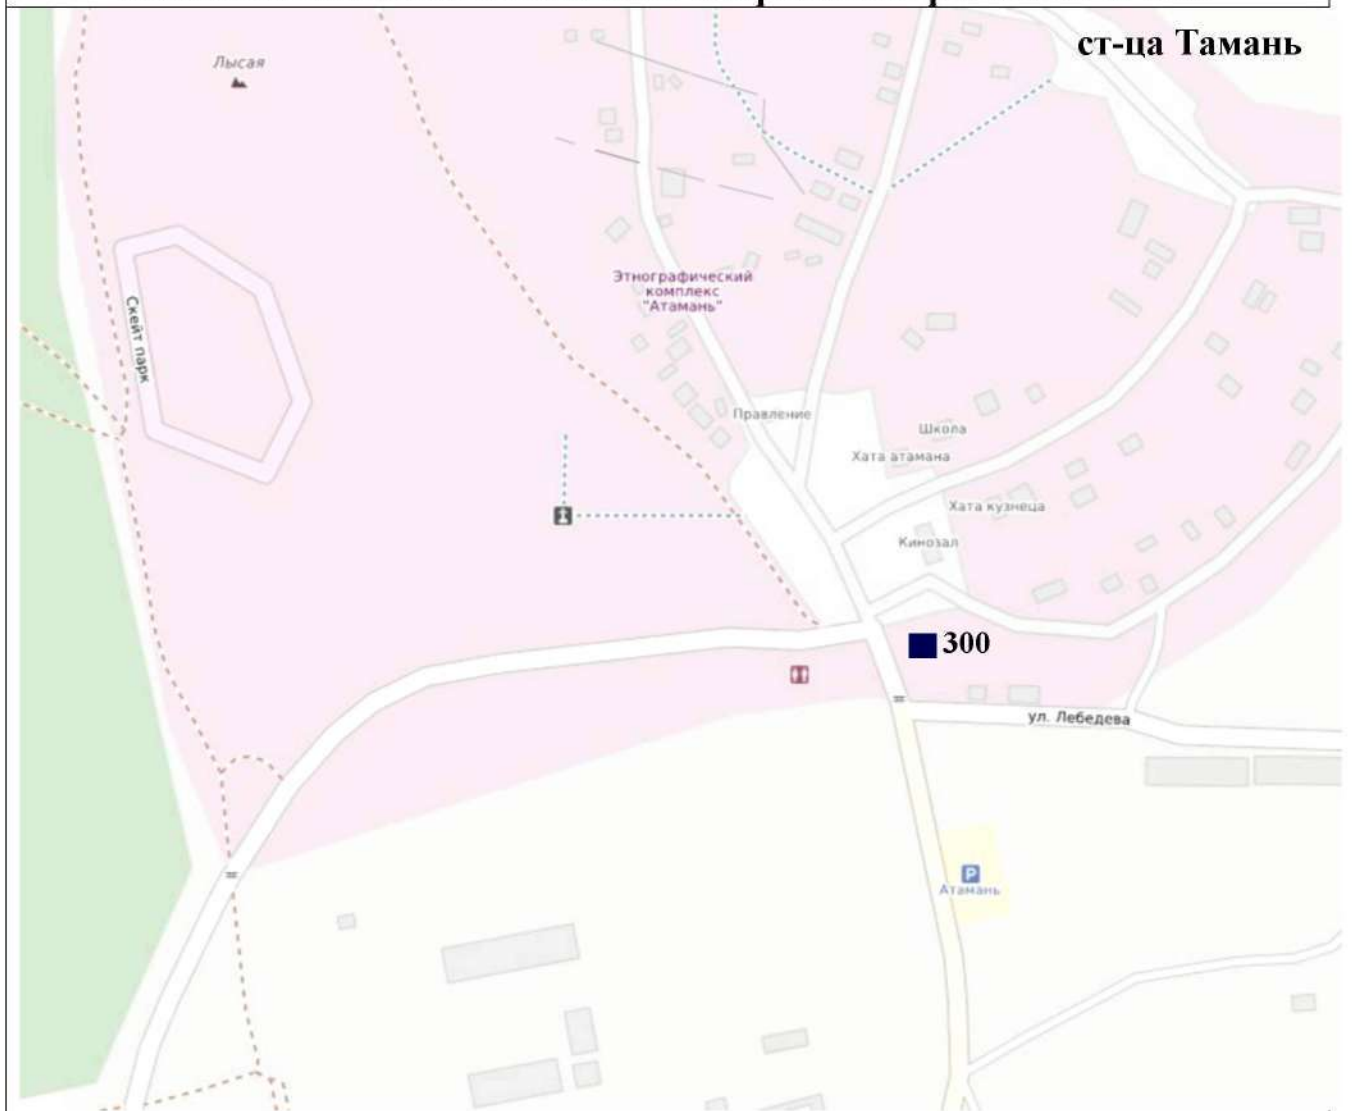 ст-ца Тамань
Лысая
Этнографический
комплекс
"Атамань"
Скейт парк
Правление
Школа
Хата атамана
Хата кузнеца
Кинозал
300
ул. Лебедева
P
Атамань